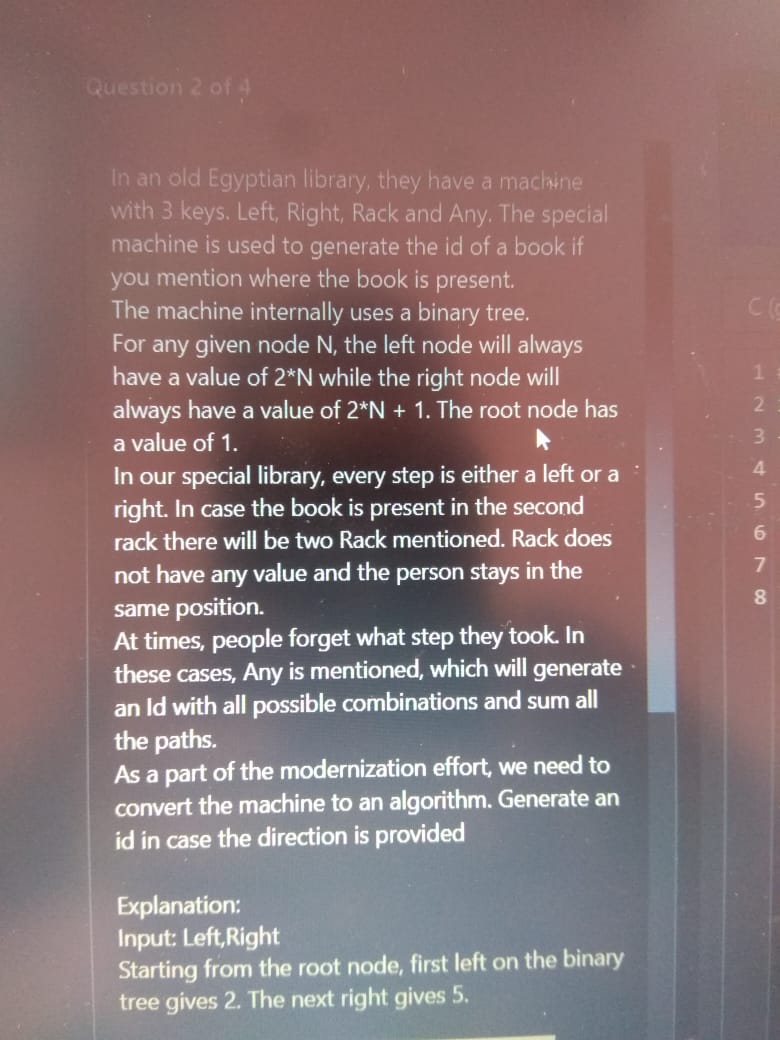 Question 2 of 4
In an old Egyptian library, they have a machine
with 3 keys. Left, Right, Rack and Any. The special
machine is used to generate the id of a book if
you mention where the book is present.
The machine internally uses a binary tree.
For any given node N, the left node will always
have a value of 2*N while the right node will
always have a value of 2*N + 1. The root node has
a value of 1.
In our special library, every step is either a left or a
right. In case the book is present in the second
rack there will be two Rack mentioned. Rack does
not have any value and the person stays in the
same position.
At times, people forget what step they took. In
these cases, Any is mentioned, which will generate
an Id with all possible combinations and sum all
the paths.
As a part of the modernization effort, we need to
convert the machine to an algorithm. Generate an
id in case the direction is provided
Explanation:
Input: Left,Right
Starting from the root node, first left on the binary
tree gives 2. The next right gives 5.
C
1
2
3
4
5
6
7
8